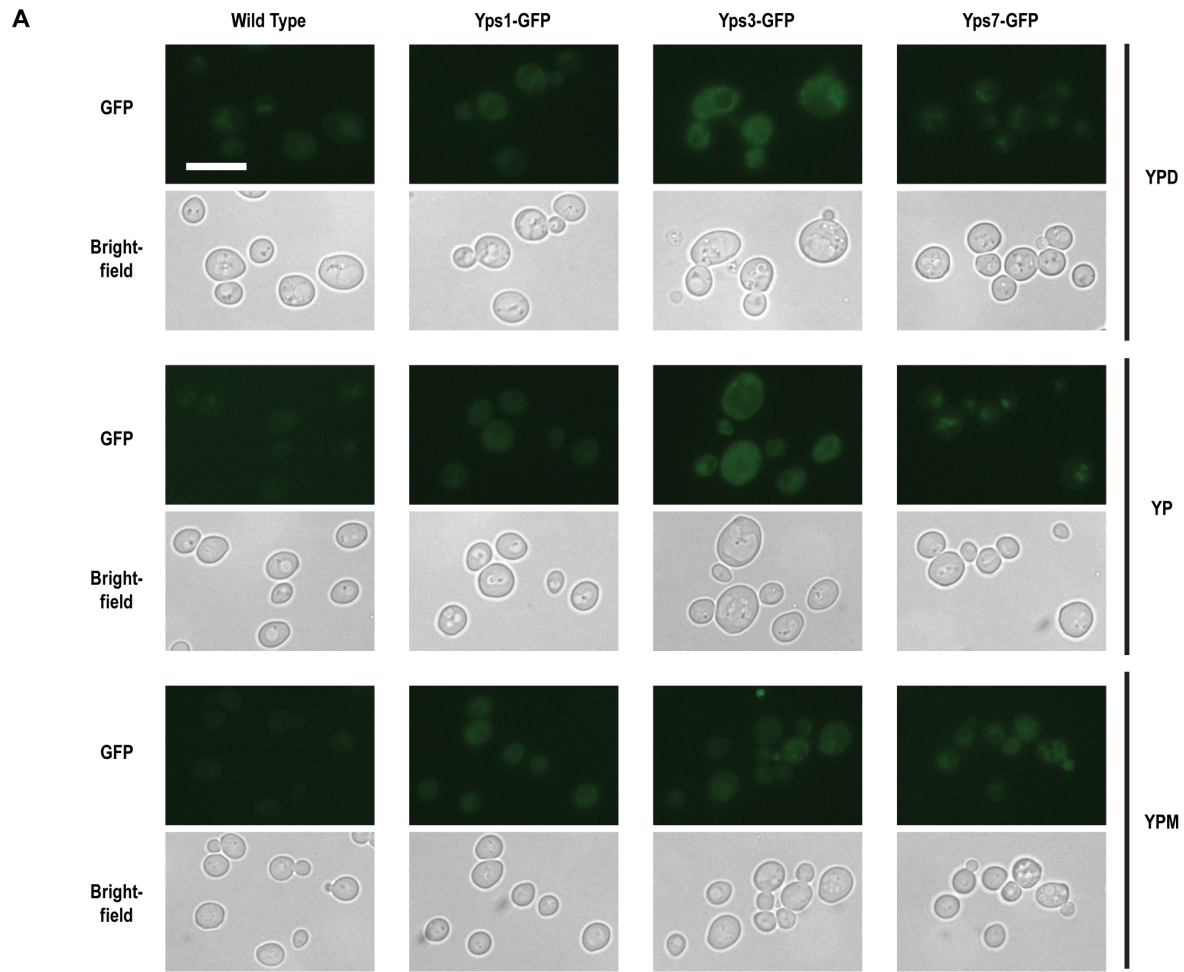 A
Wild Type
Yps1-GFP
Yps3-GFP
Yps7-GFP
GFP
YPD
Bright-
field
GFP
YP
Bright-
field
GFP
YPM
Bright-
field